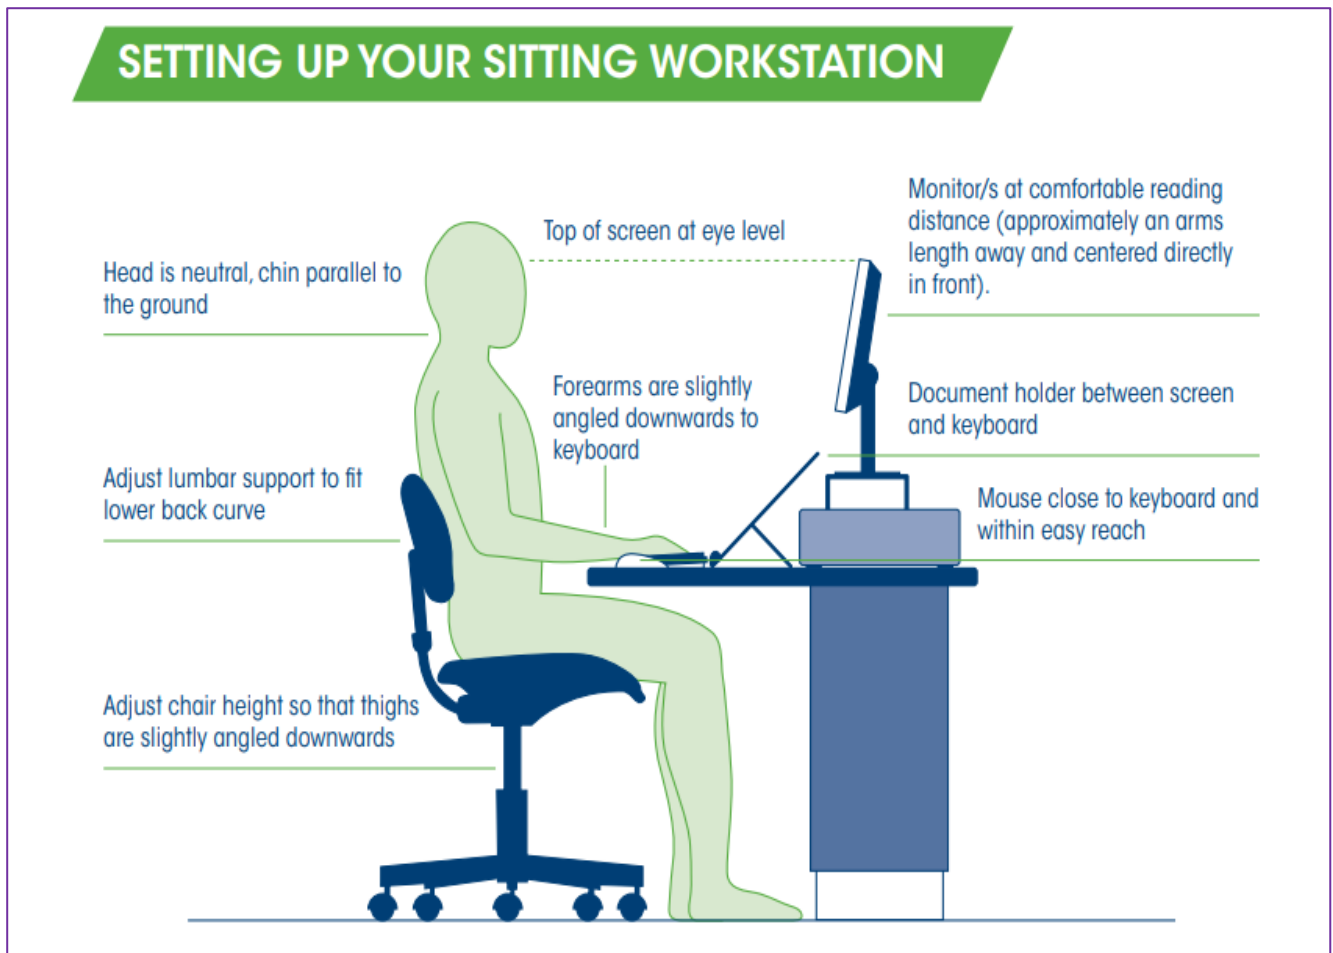 SETTING UP YOUR SITTING WORKSTATION
Head is neutral, chin parallel to
the ground
Top of screen at eye level
Monitor/s at comfortable reading
distance (approximately an arms
length away and centered directly
in front).
Forearms are slightly
angled downwards to
keyboard
Document holder between screen
and keyboard
Adjust lumbar support to fit
lower back curve
Mouse close to keyboard and
within easy reach
Adjust chair height so that thighs
are slightly angled downwards